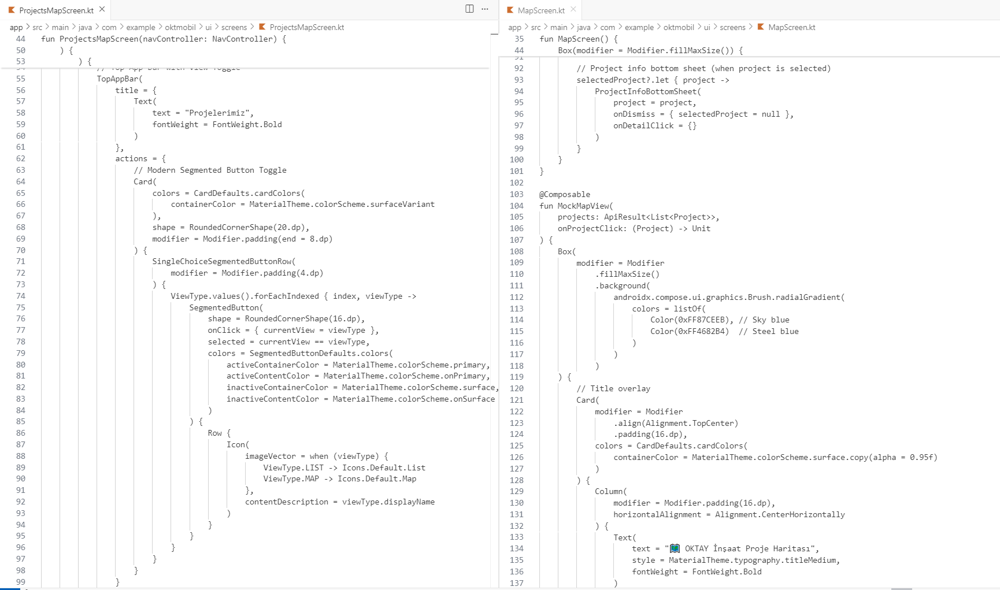 ProjectsMapScreen.kt
app > src > main > java > com > example > oktmobil > ui > screens > ProjectsMapScreen.kt
44 fun ProjectsMapScreen(navController: NavController) {
50     ) {
53         ) {
54             // Top App Bar with View Toggle
55             TopAppBar(
56                 title = {
57                     Text(
58                         text = "Projelerimiz",
59                         fontWeight = FontWeight.Bold
60                     )
61                 },
62                 actions = {
63                     // Modern Segmented Button Toggle
64                     Card(
65                         colors = CardDefaults.cardColors(
66                             containerColor = MaterialTheme.colorScheme.surfaceVariant
67                         ),
68                         shape = RoundedCornerShape(20.dp),
69                         modifier = Modifier.padding(end = 8.dp)
70                     ) {
71                         SingleChoiceSegmentedButtonRow(
72                             modifier = Modifier.padding(4.dp)
73                         ) {
74                             ViewType.values().forEachIndexed { index, viewType ->
75                                 SegmentedButton(
76                                     shape = RoundedCornerShape(16.dp),
77                                     onClick = { currentView = viewType },
78                                     selected = currentView == viewType,
79                                     colors = SegmentedButtonDefaults.colors(
80                                         activeContainerColor = MaterialTheme.colorScheme.primary,
81                                         activeContentColor = MaterialTheme.colorScheme.onPrimary,
82                                         inactiveContainerColor = MaterialTheme.colorScheme.surface,
83                                         inactiveContentColor = MaterialTheme.colorScheme.onSurface
84                                     )
85                                 ) {
86                                     Row {
87                                         Icon(
88                                             imageVector = when (viewType) {
89                                                 ViewType.LIST -> Icons.Default.List
90                                                 ViewType.MAP -> Icons.Default.Map
91                                             },
92                                             contentDescription = viewType.displayName
93                                         )
94                                     }
95                                 }
96                             }
97                         }
98                     }
99                 }
MapScreen.kt
app > src > main > java > com > example > oktmobil > ui > screens > MapScreen.kt
35 fun MapScreen() {
44     Box(modifier = Modifier.fillMaxSize()) {
91
92         // Project info bottom sheet (when project is selected)
93         selectedProject?.let { project ->
94             ProjectInfoBottomSheet(
95                 project = project,
96                 onDismiss = { selectedProject = null },
97                 onDetailClick = {}
98             )
99         }
100     }
101 }
102
103 @Composable
104 fun MockMapView(
105     projects: ApiResult<List<Project>>,
106     onProjectClick: (Project) -> Unit
107 ) {
108     Box(
109         modifier = Modifier
110             .fillMaxSize()
111             .background(
112                 androidx.compose.ui.graphics.Brush.radialGradient(
113                     colors = listOf(
114                         Color(0xFF87CEEB), // Sky blue
115                         Color(0xFF4682B4)  // Steel blue
116                     )
117                 )
118             )
119     ) {
120         // Title overlay
121         Card(
122             modifier = Modifier
123                 .align(Alignment.TopCenter)
124                 .padding(16.dp),
125             colors = CardDefaults.cardColors(
126                 containerColor = MaterialTheme.colorScheme.surface.copy(alpha = 0.95f)
127             )
128         ) {
129             Column(
130                 modifier = Modifier.padding(16.dp),
131                 horizontalAlignment = Alignment.CenterHorizontally
132             ) {
133                 Text(
134                     text = "🗺️ OKTAY İnşaat Proje Haritası",
135                     style = MaterialTheme.typography.titleMedium,
136                     fontWeight = FontWeight.Bold
137                 )